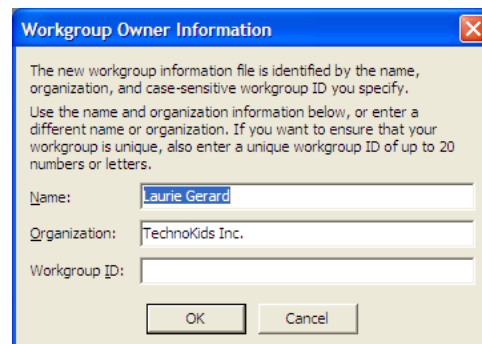 Workgroup Owner Information
The new workgroup information file is identified by the name,
organization, and case-sensitive workgroup ID you specify.
Use the name and organization information below, or enter a
different name or organization. If you want to ensure that your
workgroup is unique, also enter a unique workgroup ID of up to 20
numbers or letters.
Name: Laurie Gerard
Organization: TechnoKids Inc.
Workgroup ID:
OK Cancel